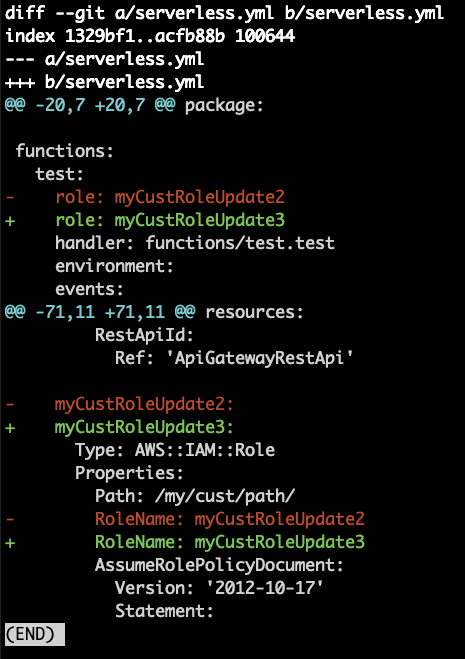 diff --git a/serverless.yml b/serverless.yml
index 1329bf1..acfb88b 100644
--- a/serverless.yml
+++ b/serverless.yml
@@ -20,7 +20,7 @@ package:

 functions:
   test:
-    role: myCustRoleUpdate2
+    role: myCustRoleUpdate3
     handler: functions/test.test
     environment:
     events:
@@ -71,11 +71,11 @@ resources:
         RestApiId:
           Ref: 'ApiGatewayRestApi'

-    myCustRoleUpdate2:
+    myCustRoleUpdate3:
       Type: AWS::IAM::Role
       Properties:
         Path: /my/cust/path/
-        RoleName: myCustRoleUpdate2
+        RoleName: myCustRoleUpdate3
         AssumeRolePolicyDocument:
           Version: '2012-10-17'
           Statement:
(END)